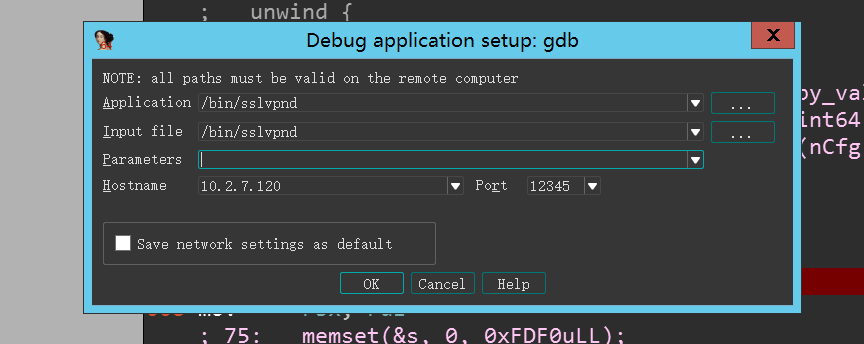 ; unwind {
Debug application setup: gdb
X
NOTE: all paths must be valid on the remote computer
Application /bin/sslvpnd ...
by_val
Input file /bin/sslvpnd ...
int64
Parameters
(nCfg
Hostname 10.2.7.120 Port 12345
Save network settings as default
OK Cancel Help
; 75: memset(&s, 0, 0xFDF0uLL);